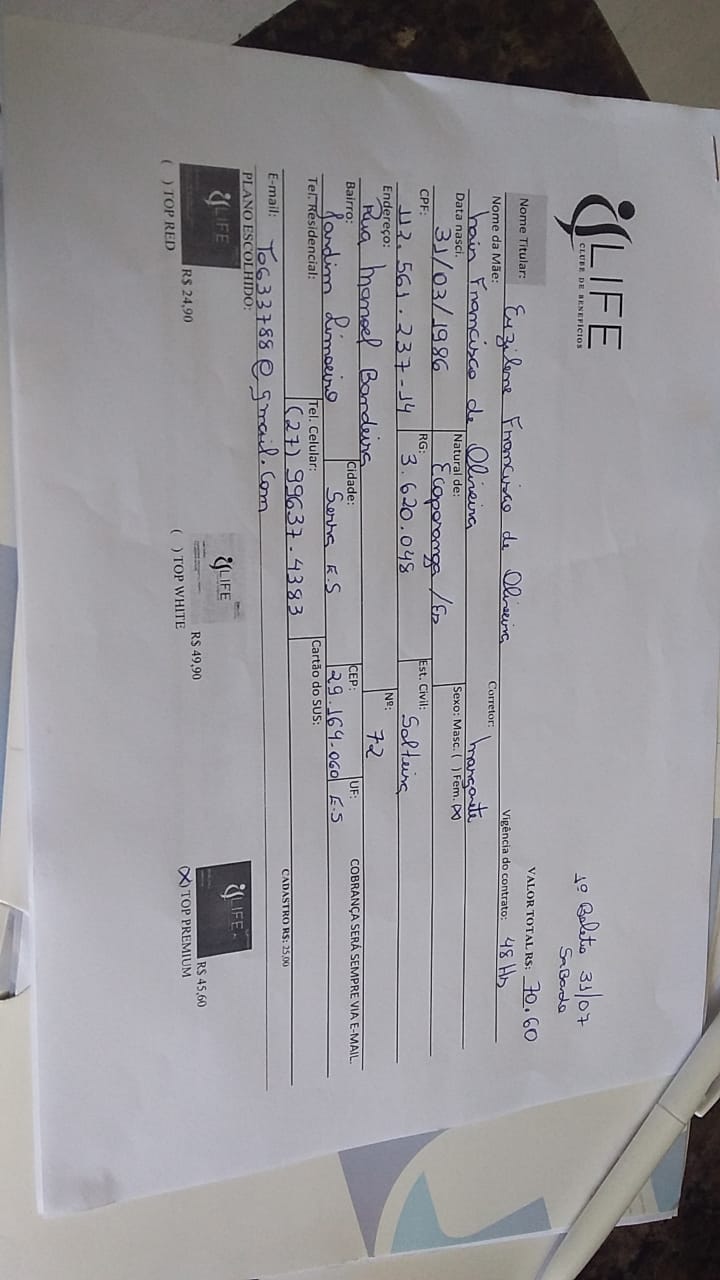 LIFE
CLUBE DE BENEFÍCIOS
1º Boleto 31/07
Sabado
VALOR TOTAL R$: 70,60
Nome Titular: Euzilene Francisco de Oliveira
Corretor: Margarete
Vigência do contrato: 48 Hs
Nome da Mãe: Francisco de Oliveira
Data nasci. 31/03/1986 Natural de: Ecoporanga /Es Sexo: Masc. ( ) Fem. (X)
CPF: 117.561.237-14 RG: 3.620.048 Est. Civil: Solteira
Endereço: Rua Manoel Bandeira Nº: 72
Bairro: Jardim Limoeiro Cidade: Serra E.S CEP: 29.164-060 UF: E.S COBRANÇA SERÁ SEMPRE VIA E-MAIL.
Tel. Residencial: Tel. Celular: (27) 99637-4383 Cartão do SUS:
E-mail: To633788@gmail.com CADASTRO R$: 25,00
PLANO ESCOLHIDO:
LIFE R$ 24,90 LIFE R$ 49,90 LIFE R$ 45,60
( ) TOP RED ( ) TOP WHITE (X) TOP PREMIUM